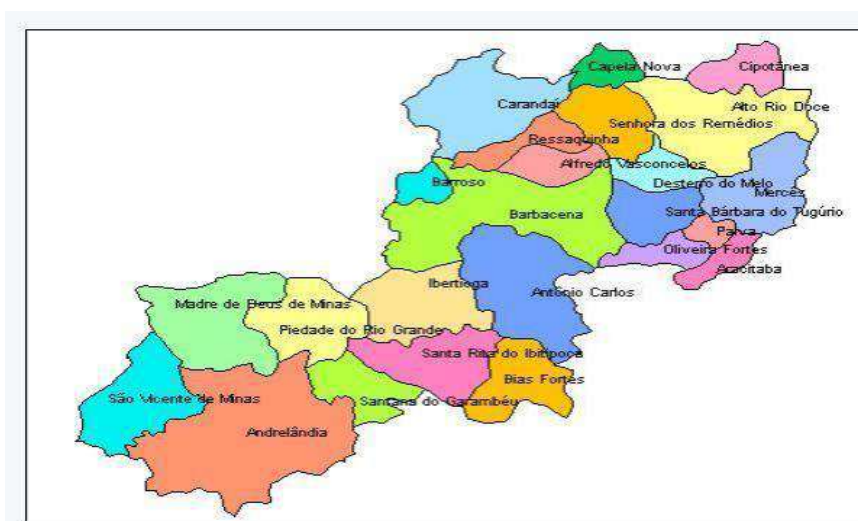 Capela Nova
Cipotânea
Carandaí
Alto Rio Doce
Senhora dos Remédios
Ressaquinha
Alfredo Vasconcelos
Barroso
Desterro do Melo
Mercês
Barbacena
Santa Bárbara do Tugúrio
Paiva
Oliveira Fortes
Aracitaba
Ibertioga
Antônio Carlos
Madre de Deus de Minas
Piedade do Rio Grande
Santa Rita do Ibitipoca
Bias Fortes
São Vicente de Minas
Santana do Garambéu
Andrelândia